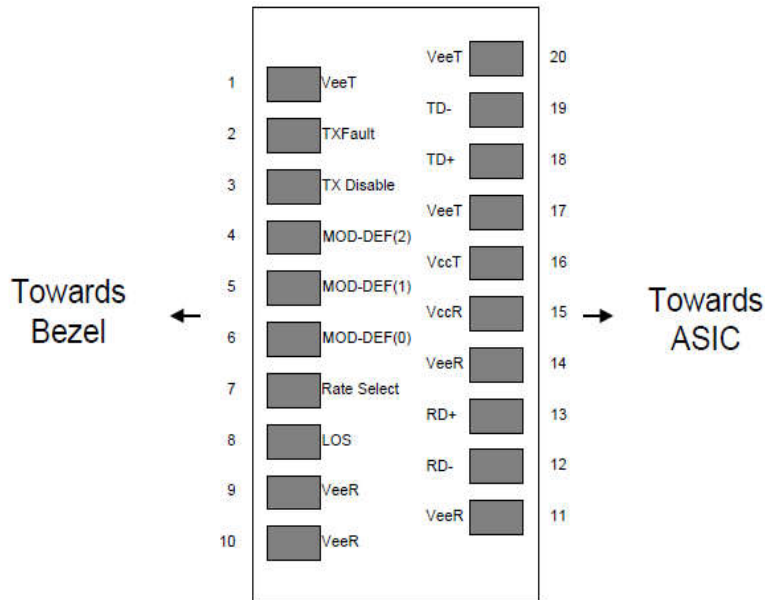 VeeT 20
1 VeeT
TD- 19
2 TXFault
TD+ 18
3 TX Disable
VeeT 17
4 MOD-DEF(2)
VccT 16
5 MOD-DEF(1)
Towards
Bezel
VccR 15
Towards
ASIC
6 MOD-DEF(0)
VeeR 14
7 Rate Select
RD+ 13
8 LOS
RD- 12
9 VeeR
VeeR 11
10 VeeR